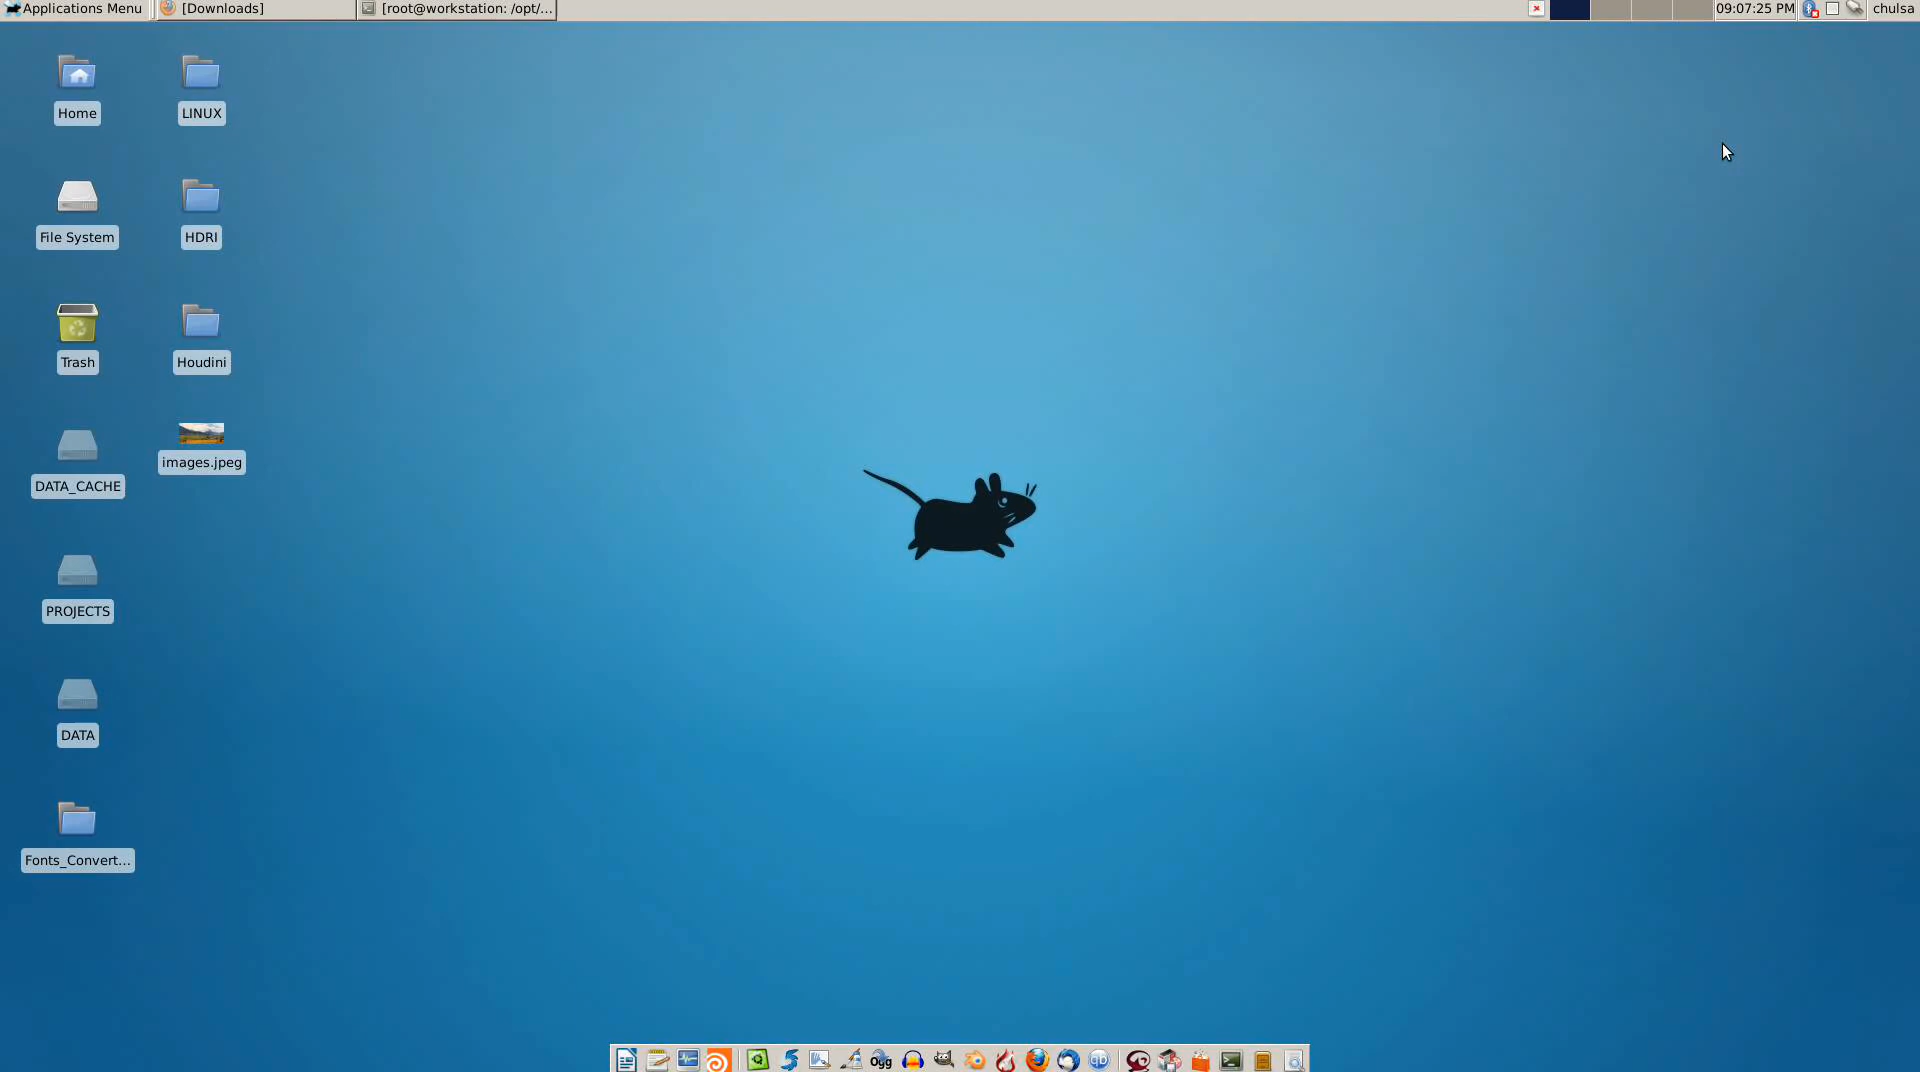 Applications Menu
[Downloads]
[root@workstation: /opt/...
09:07:25 PM
chulsa
Home
LINUX
File System
HDRI
Trash
Houdini
DATA_CACHE
images.jpeg
PROJECTS
DATA
Fonts_Convert...
Ogg
qb